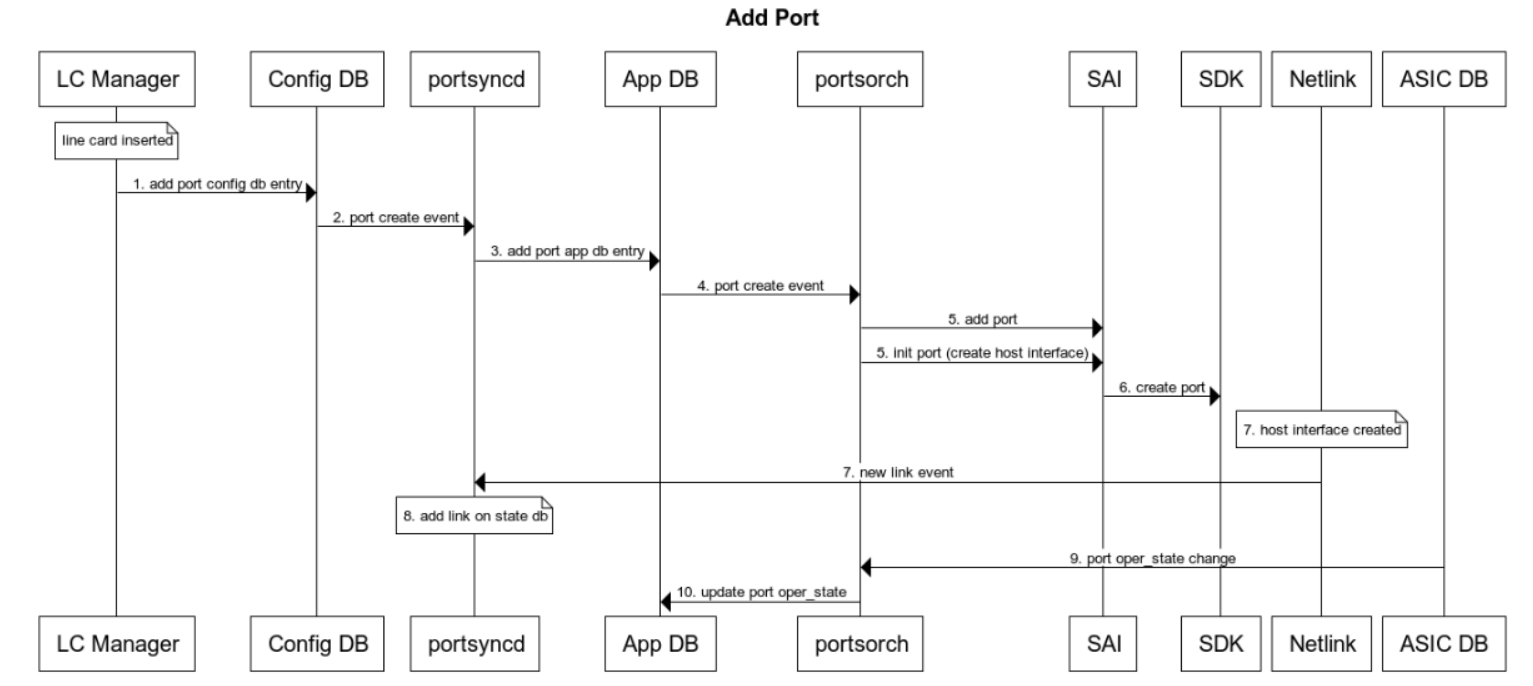 Add Port
LC Manager
Config DB
portsyncd
App DB
portsorch
SAI
SDK
Netlink
ASIC DB
line card inserted
1. add port config db entry
2. port create event
3. add port app db entry
4. port create event
5. add port
5. init port (create host interface)
6. create port
7. host interface created
7. new link event
8. add link on state db
9. port oper_state change
10. update port oper_state
LC Manager
Config DB
portsyncd
App DB
portsorch
SAI
SDK
Netlink
ASIC DB